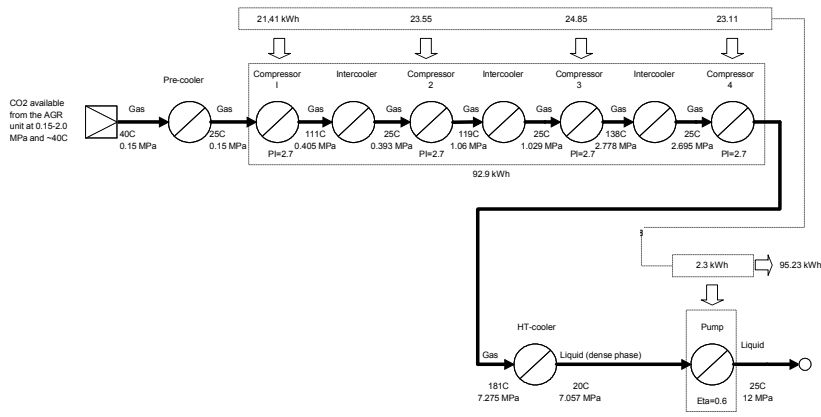 21,41 kWh 23.55 24.85 23.11
Pre-cooler
Compressor
I
Intercooler
Compressor
2
Intercooler
Compressor
3
Intercooler
Compressor
4
CO2 available
from the AGR
unit at 0.15-2.0
MPa and ~40C
Gas Gas Gas Gas Gas Gas Gas Gas
40C
0.15 MPa
25C
0.15 MPa
PI=2.7
111C
0.405 MPa
25C
0.393 MPa
PI=2.7
119C
1.06 MPa
25C
1.029 MPa
PI=2.7
138C
2.778 MPa
25C
2.695 MPa
PI=2.7
92.9 kWh
2.3 kWh 95.23 kWh
HT-cooler
Pump
Gas
Liquid (dense phase)
Liquid
181C
7.275 MPa
20C
7.057 MPa
Eta=0.6
25C
12 MPa